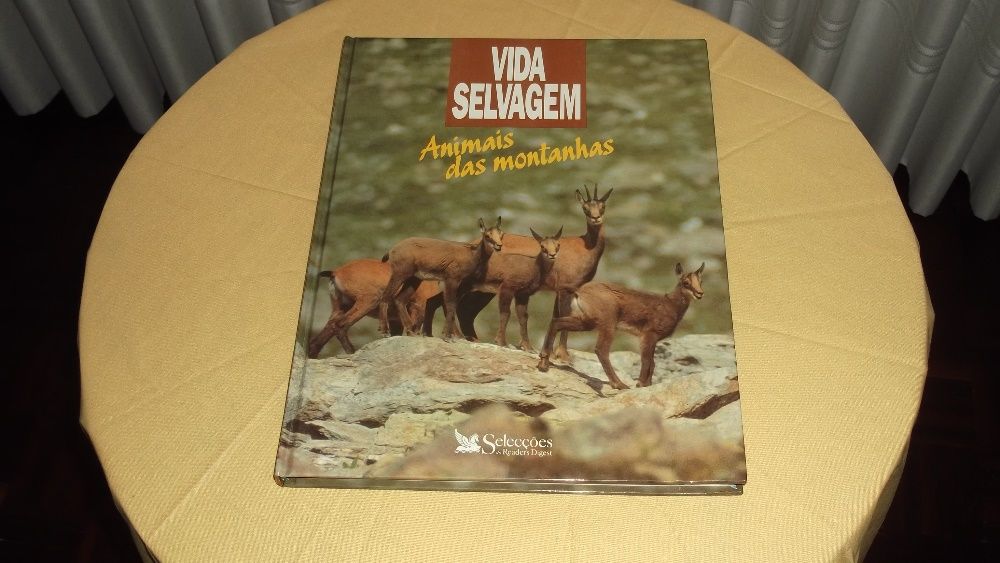 VIDA
SELVAGEM
Animais
das montanhas
Selecções
do Reader's Digest